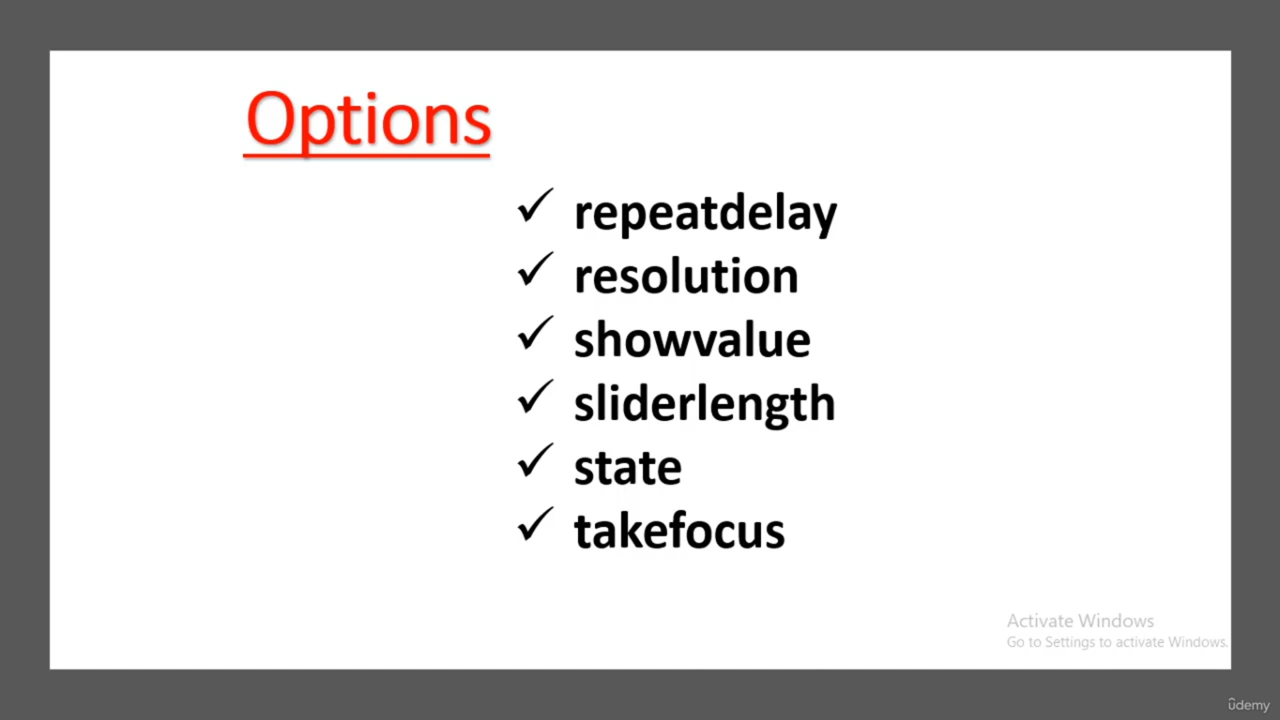 Options
✓ repeatdelay
✓ resolution
✓ showvalue
✓ sliderlength
✓ state
✓ takefocus
Activate Windows
Go to Settings to activate Windows.
ûdemy